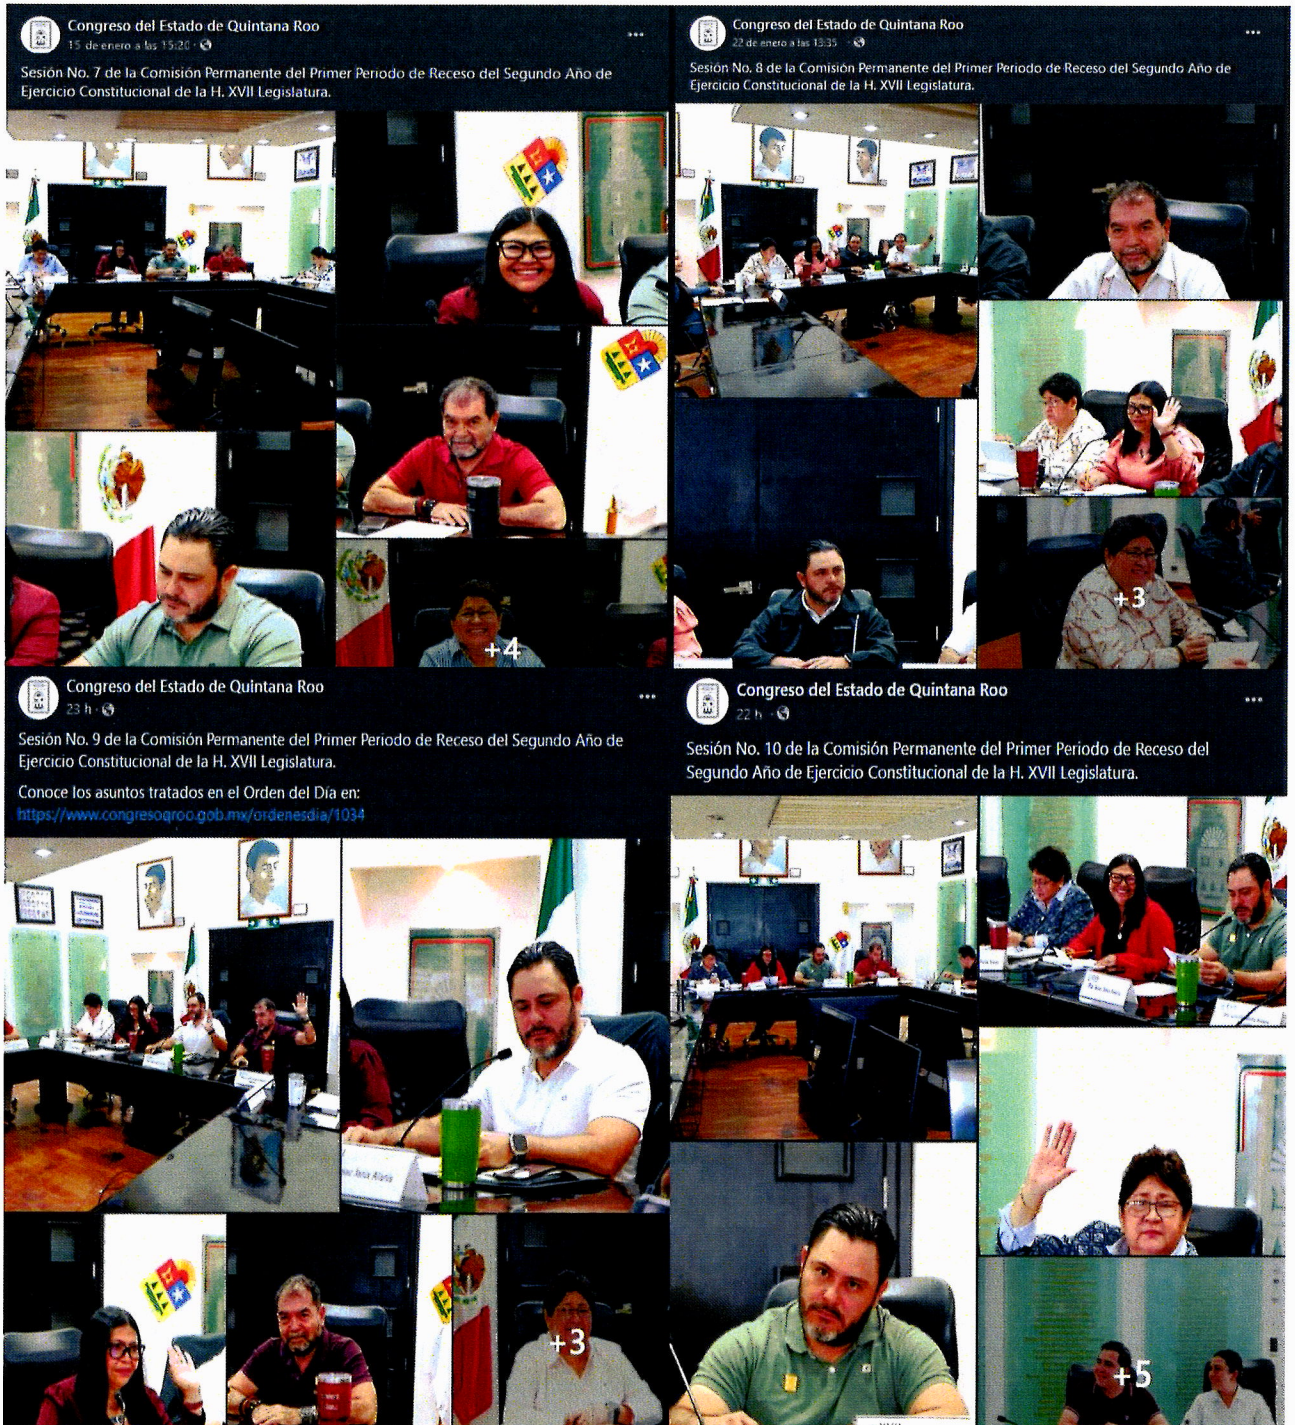 Congreso del Estado de Quintana Roo
15 de enero a las 15:20 ·
Sesión No. 7 de la Comisión Permanente del Primer Periodo de Receso del Segundo Año de
Ejercicio Constitucional de la H. XVII Legislatura.
+4
Congreso del Estado de Quintana Roo
22 de enero a las 13:35 ·
Sesión No. 8 de la Comisión Permanente del Primer Periodo de Receso del Segundo Año de
Ejercicio Constitucional de la H. XVII Legislatura.
+3
Congreso del Estado de Quintana Roo
23 h ·
Sesión No. 9 de la Comisión Permanente del Primer Periodo de Receso del Segundo Año de
Ejercicio Constitucional de la H. XVII Legislatura.
Conoce los asuntos tratados en el Orden del Día en:
https://www.congresoqroo.gob.mx/ordenesdia/1034
+3
Congreso del Estado de Quintana Roo
22 h ·
Sesión No. 10 de la Comisión Permanente del Primer Periodo de Receso del
Segundo Año de Ejercicio Constitucional de la H. XVII Legislatura.
+5